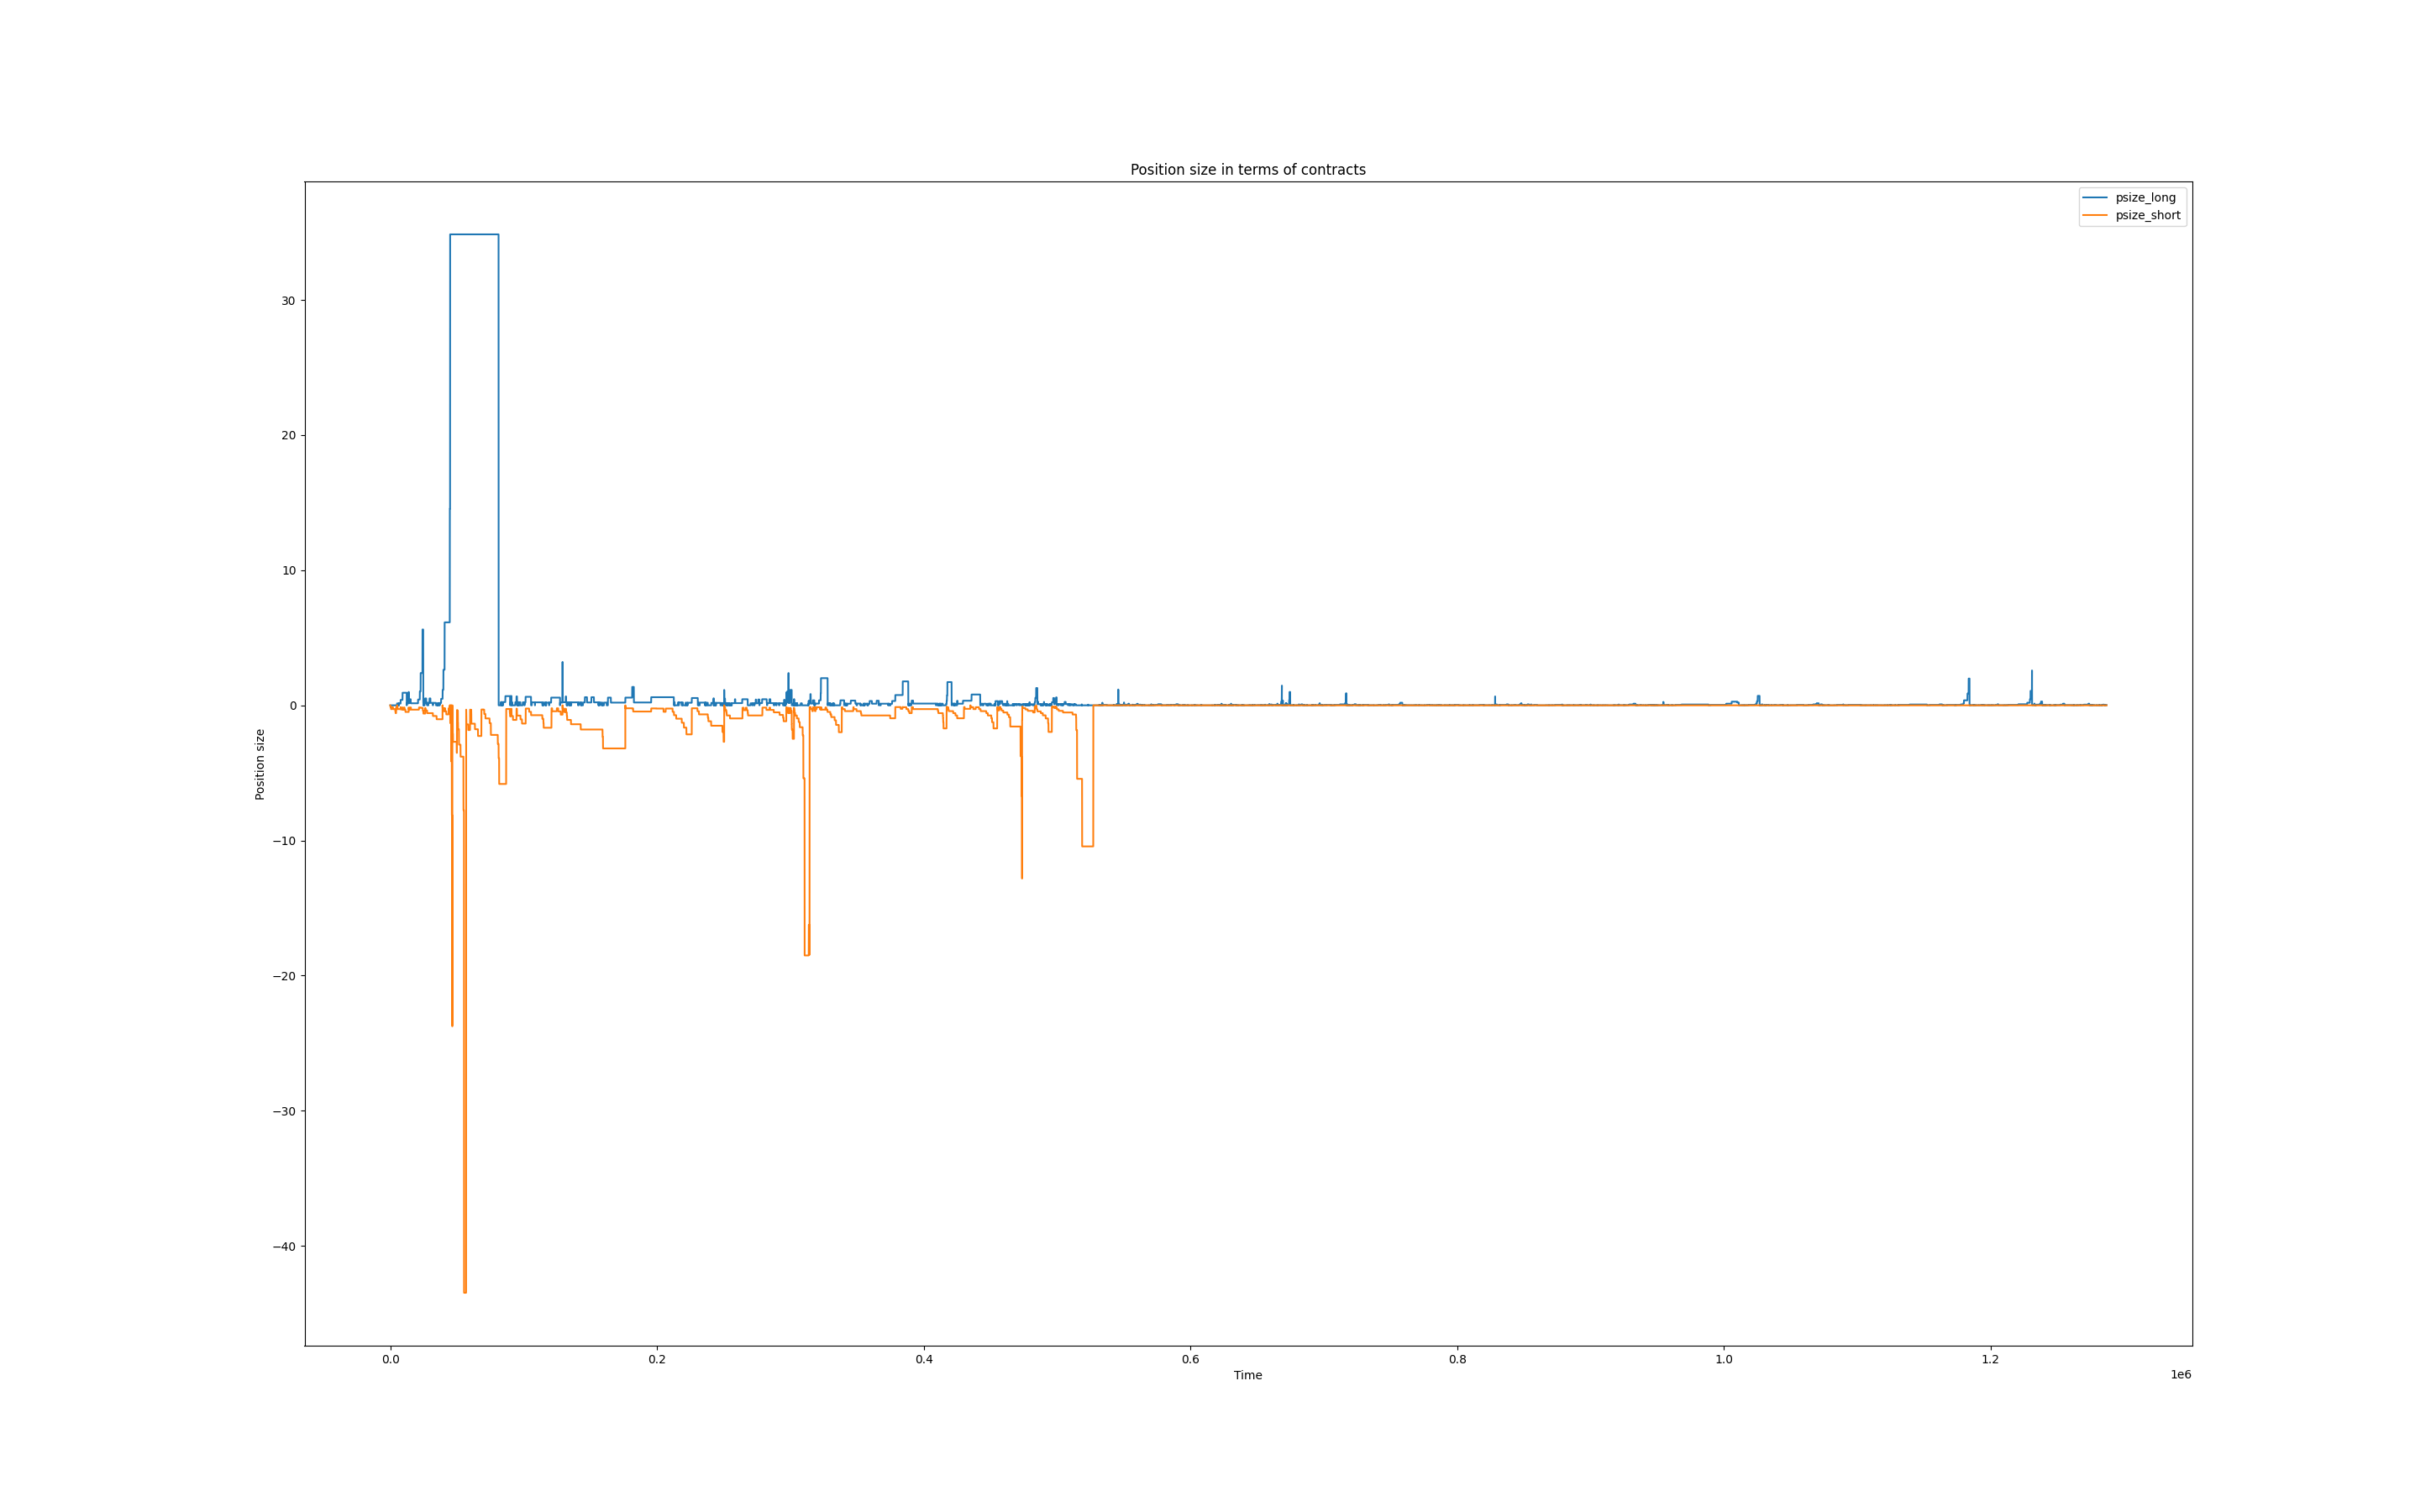 Position size in terms of contracts
psize_long
psize_short
30
20
10
0
−10
−20
−30
−40
Position size
0.0 0.2 0.4 0.6 0.8 1.0 1.2
Time
1e6